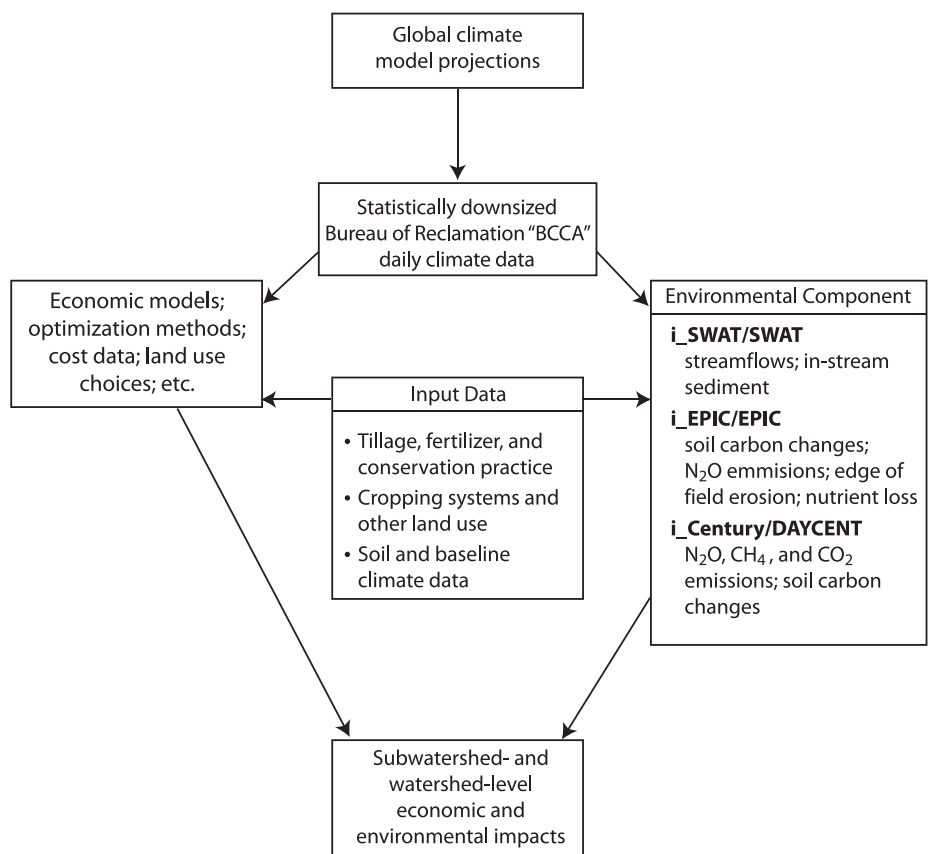 Global climate
model projections
Statistically downsized
Bureau of Reclamation “BCCA”
daily climate data
Economic models;
optimization methods;
cost data; land use
choices; etc.
Input Data
• Tillage, fertilizer, and
conservation practice
• Cropping systems and
other land use
• Soil and baseline
climate data
Environmental Component
i_SWAT/SWAT
streamflows; in-stream
sediment
i_EPIC/EPIC
soil carbon changes;
N₂O emmisions; edge of
field erosion; nutrient loss
i_Century/DAYCENT
N₂O, CH₄ , and CO₂
emissions; soil carbon
changes
Subwatershed- and
watershed-level
economic and
environmental impacts